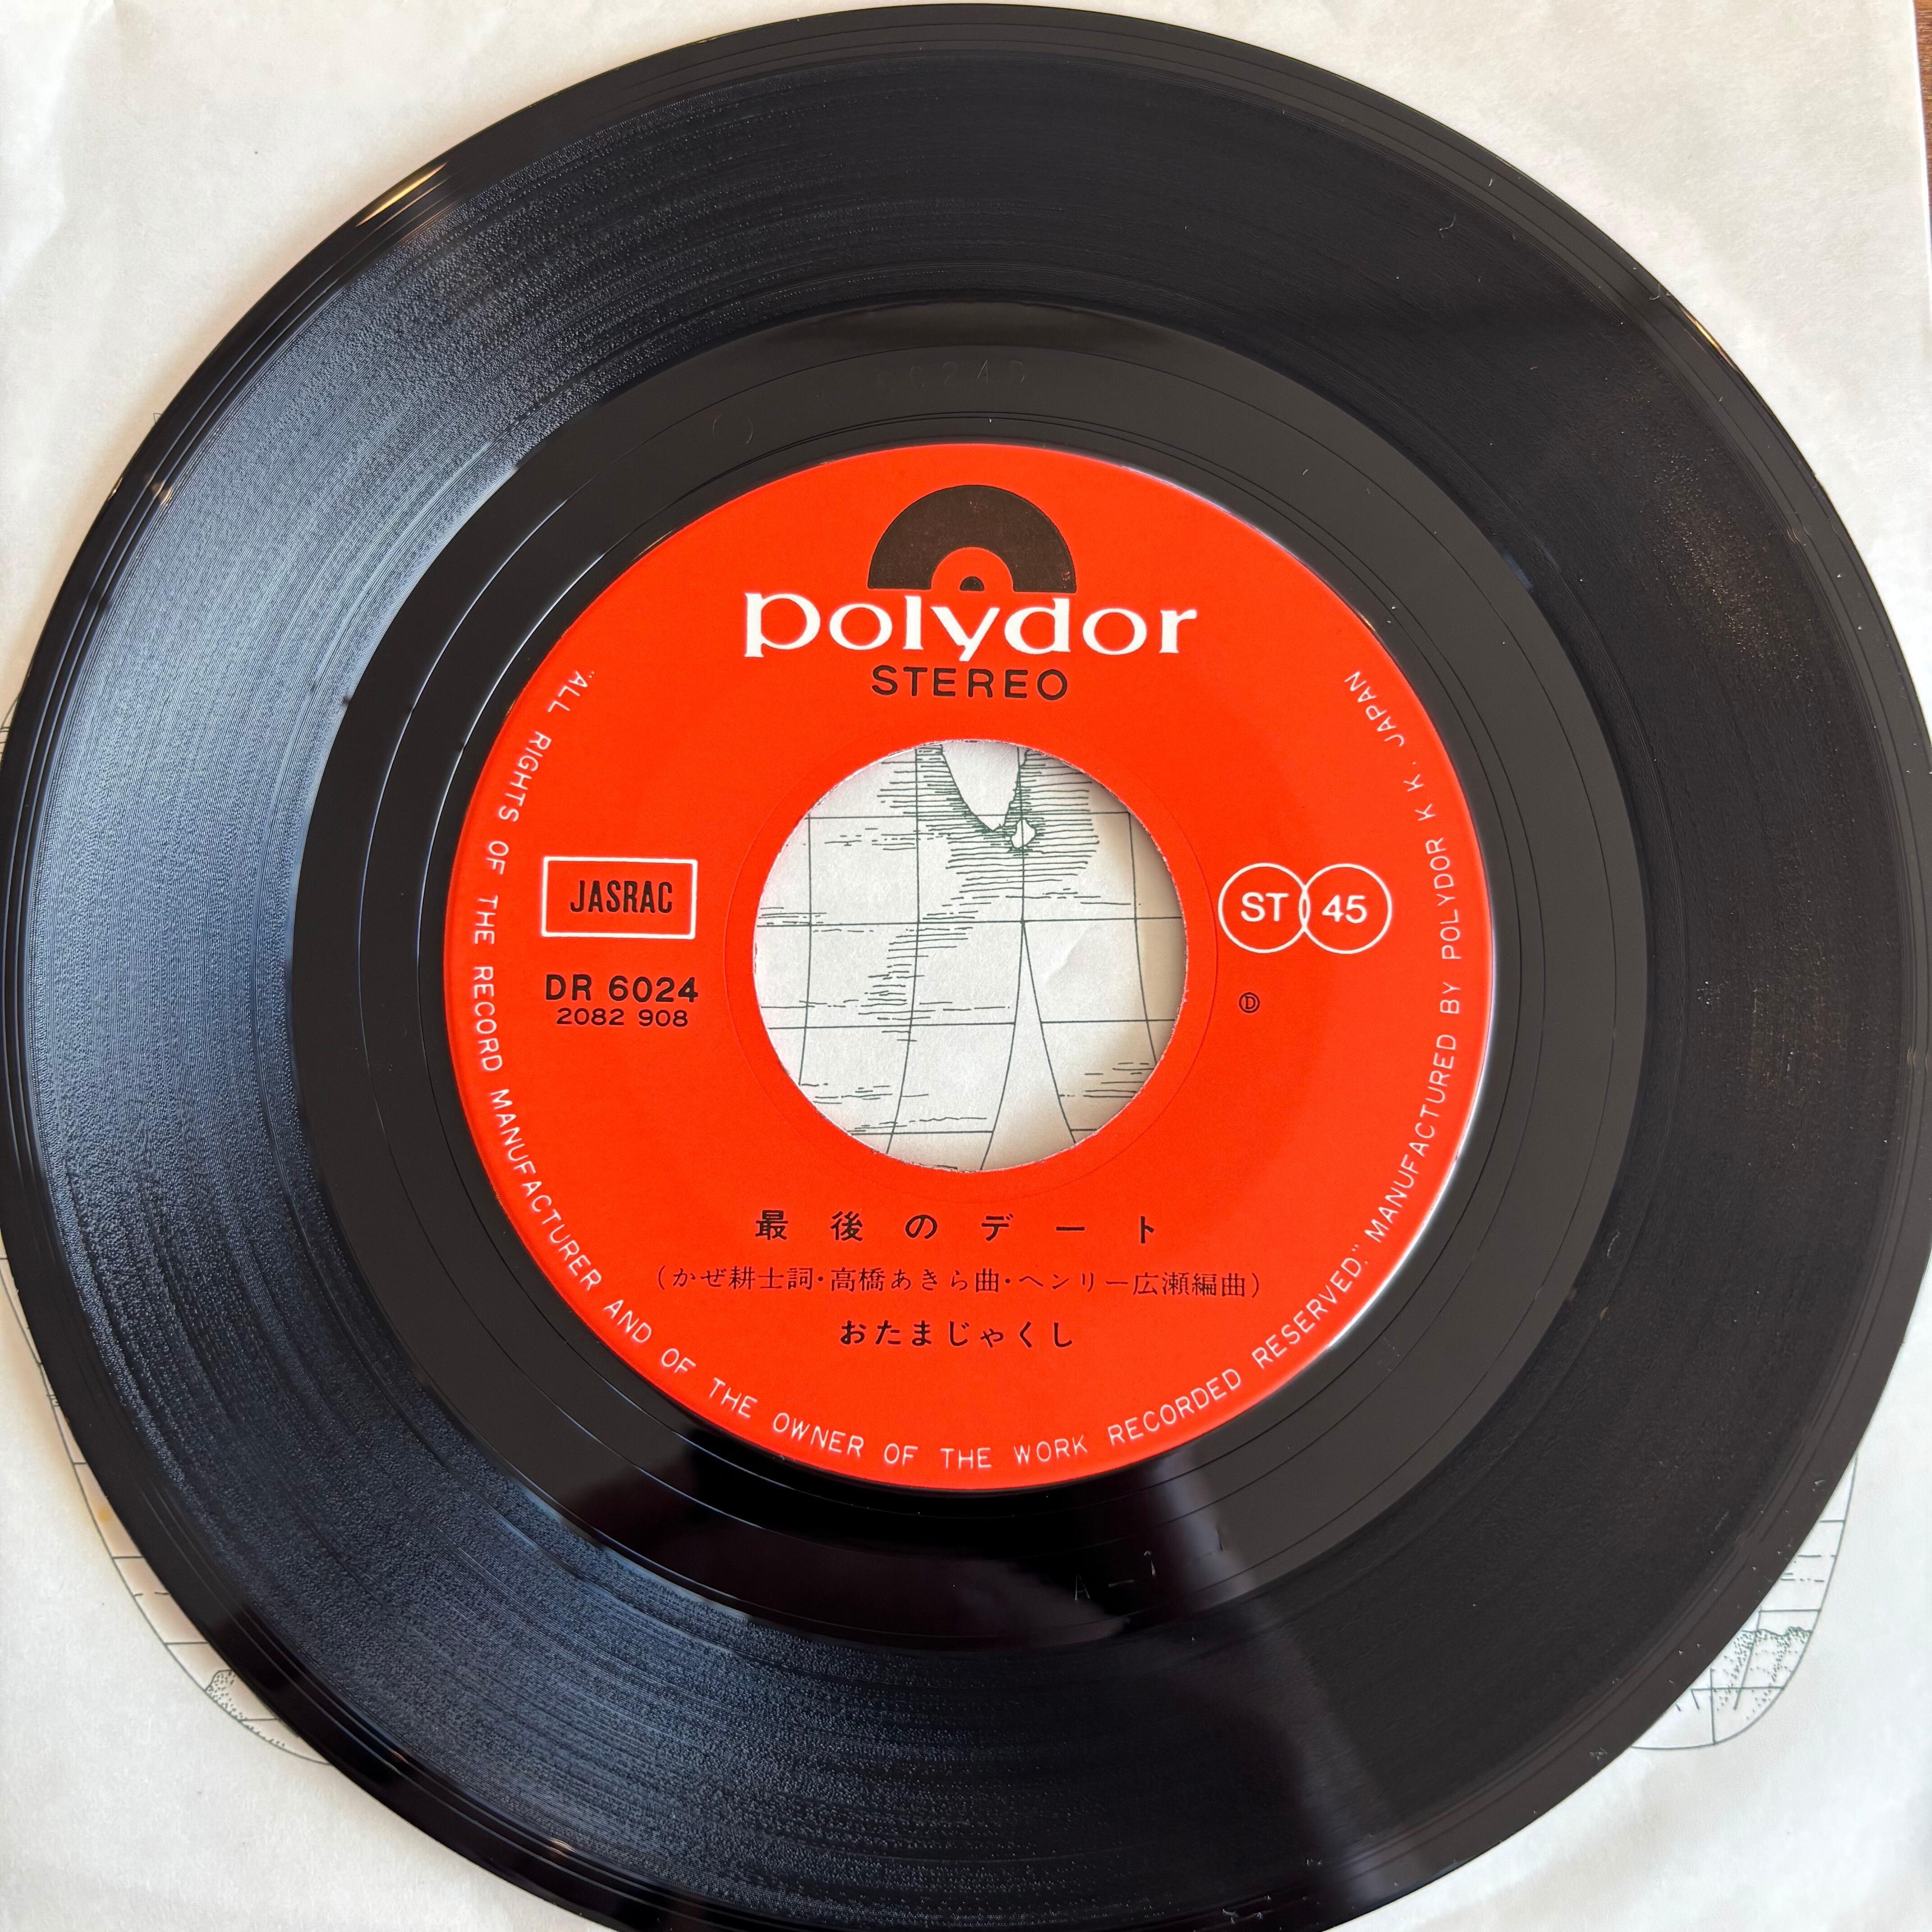 polydor
STEREO
JASRAC
ST 45
DR 6024
2082 908
Ⓓ
最後のデート
(かぜ耕士詞・高橋あきら曲・ヘンリー広瀬編曲)
おたまじゃくし
"ALL RIGHTS OF THE RECORD MANUFACTURER AND OF THE OWNER OF THE WORK RECORDED RESERVED." MANUFACTURED BY POLYDOR K K. JAPAN